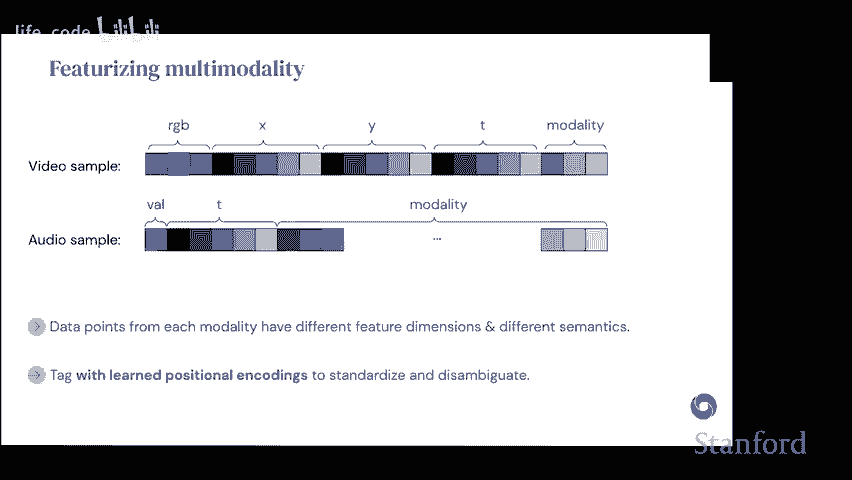 life_code bilibili
Featurizing multimodality
rgb x y t modality
Video sample:
val t modality
Audio sample:
...
Data points from each modality have different feature dimensions & different semantics.
Tag with learned positional encodings to standardize and disambiguate.
Stanford